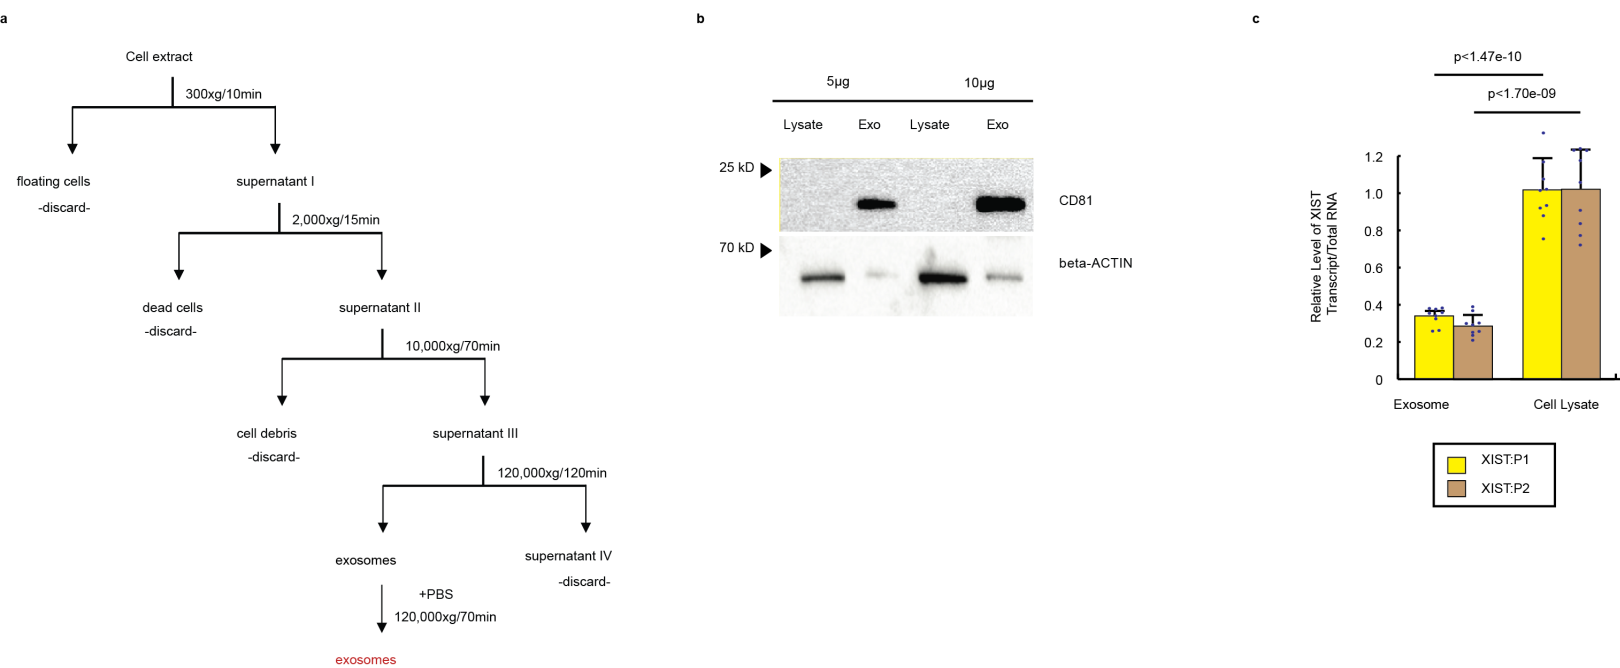 a
Cell extract
300xg/10min
floating cells
-discard-
supernatant I
2,000xg/15min
dead cells
-discard-
supernatant II
10,000xg/70min
cell debris
-discard-
supernatant III
120,000xg/120min
exosomes
supernatant IV
-discard-
+PBS
120,000xg/70min
exosomes
b
5µg
10µg
Lysate
Exo
Lysate
Exo
25 kD
CD81
70 kD
beta-ACTIN
c
p<1.47e-10
p<1.70e-09
Relative Level of XIST
Transcript/Total RNA
1.2
1.0
0.8
0.6
0.4
0.2
0
Exosome
Cell Lysate
XIST:P1
XIST:P2